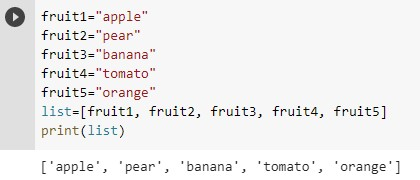 fruit1="apple"
fruit2="pear"
fruit3="banana"
fruit4="tomato"
fruit5="orange"
list=[fruit1, fruit2, fruit3, fruit4, fruit5]
print(list)
['apple', 'pear', 'banana', 'tomato', 'orange']